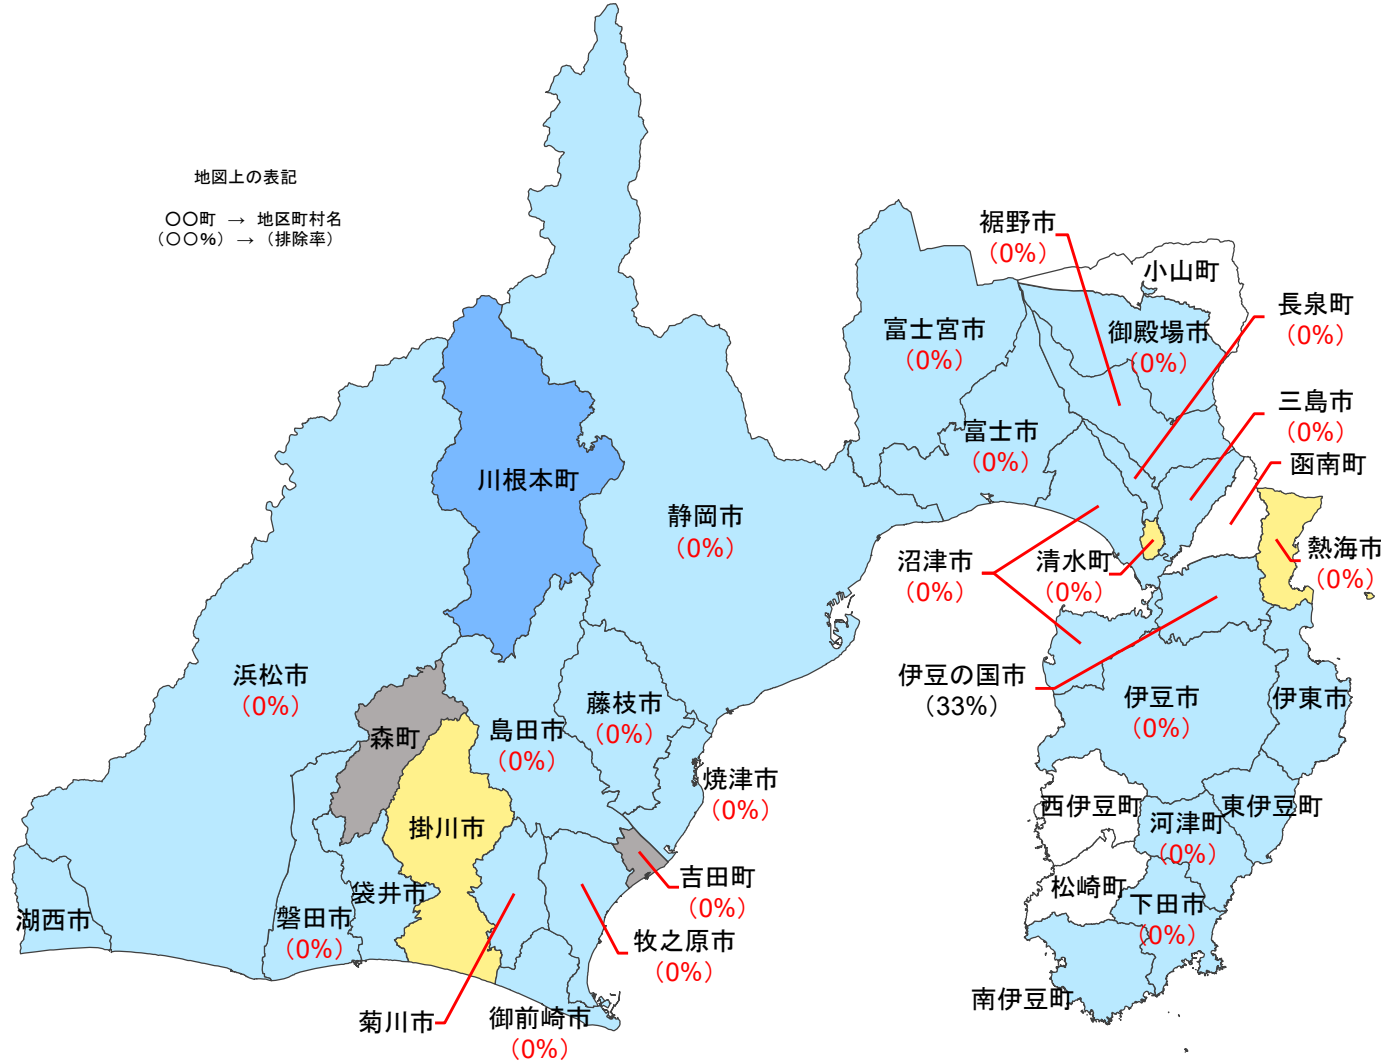 地図上の表記
〇〇町 → 地区町村名
(〇〇%) → (排除率)
裾野市
(0%)
小山町
長泉町
(0%)
富士宮市
(0%)
御殿場市
(0%)
三島市
(0%)
富士市
(0%)
函南町
川根本町
静岡市
(0%)
沼津市
(0%)
清水町
(0%)
熱海市
(0%)
浜松市
(0%)
伊豆の国市
(33%)
伊豆市
(0%)
伊東市
藤枝市
(0%)
島田市
(0%)
森町
焼津市
(0%)
西伊豆町
東伊豆町
河津町
(0%)
掛川市
吉田町
(0%)
松崎町
袋井市
下田市
(0%)
湖西市
磐田市
(0%)
牧之原市
(0%)
南伊豆町
菊川市
御前崎市
(0%)